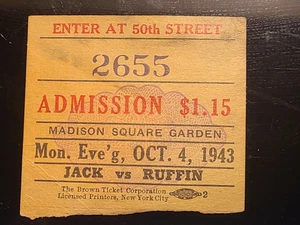 ENTER AT 50th STREET
2655
ADMISSION $1.15
MADISON SQUARE GARDEN
Mon. Eve'g, OCT. 4, 1943
JACK vs RUFFIN
The Brown Ticket Corporation
Licensed Printers, New York City
2